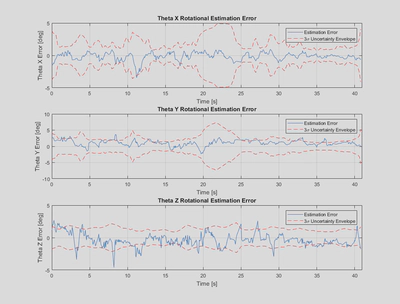 Theta X Rotational Estimation Error
5
0
-5
Theta X Error [deg]
Estimation Error
3σ Uncertainty Envelope
0 5 10 15 20 25 30 35 40
Time [s]
Theta Y Rotational Estimation Error
10
5
0
-5
-10
Theta Y Error [deg]
Estimation Error
3σ Uncertainty Envelope
0 5 10 15 20 25 30 35 40
Time [s]
Theta Z Rotational Estimation Error
5
0
-5
Theta Z Error [deg]
Estimation Error
3σ Uncertainty Envelope
0 5 10 15 20 25 30 35 40
Time [s]